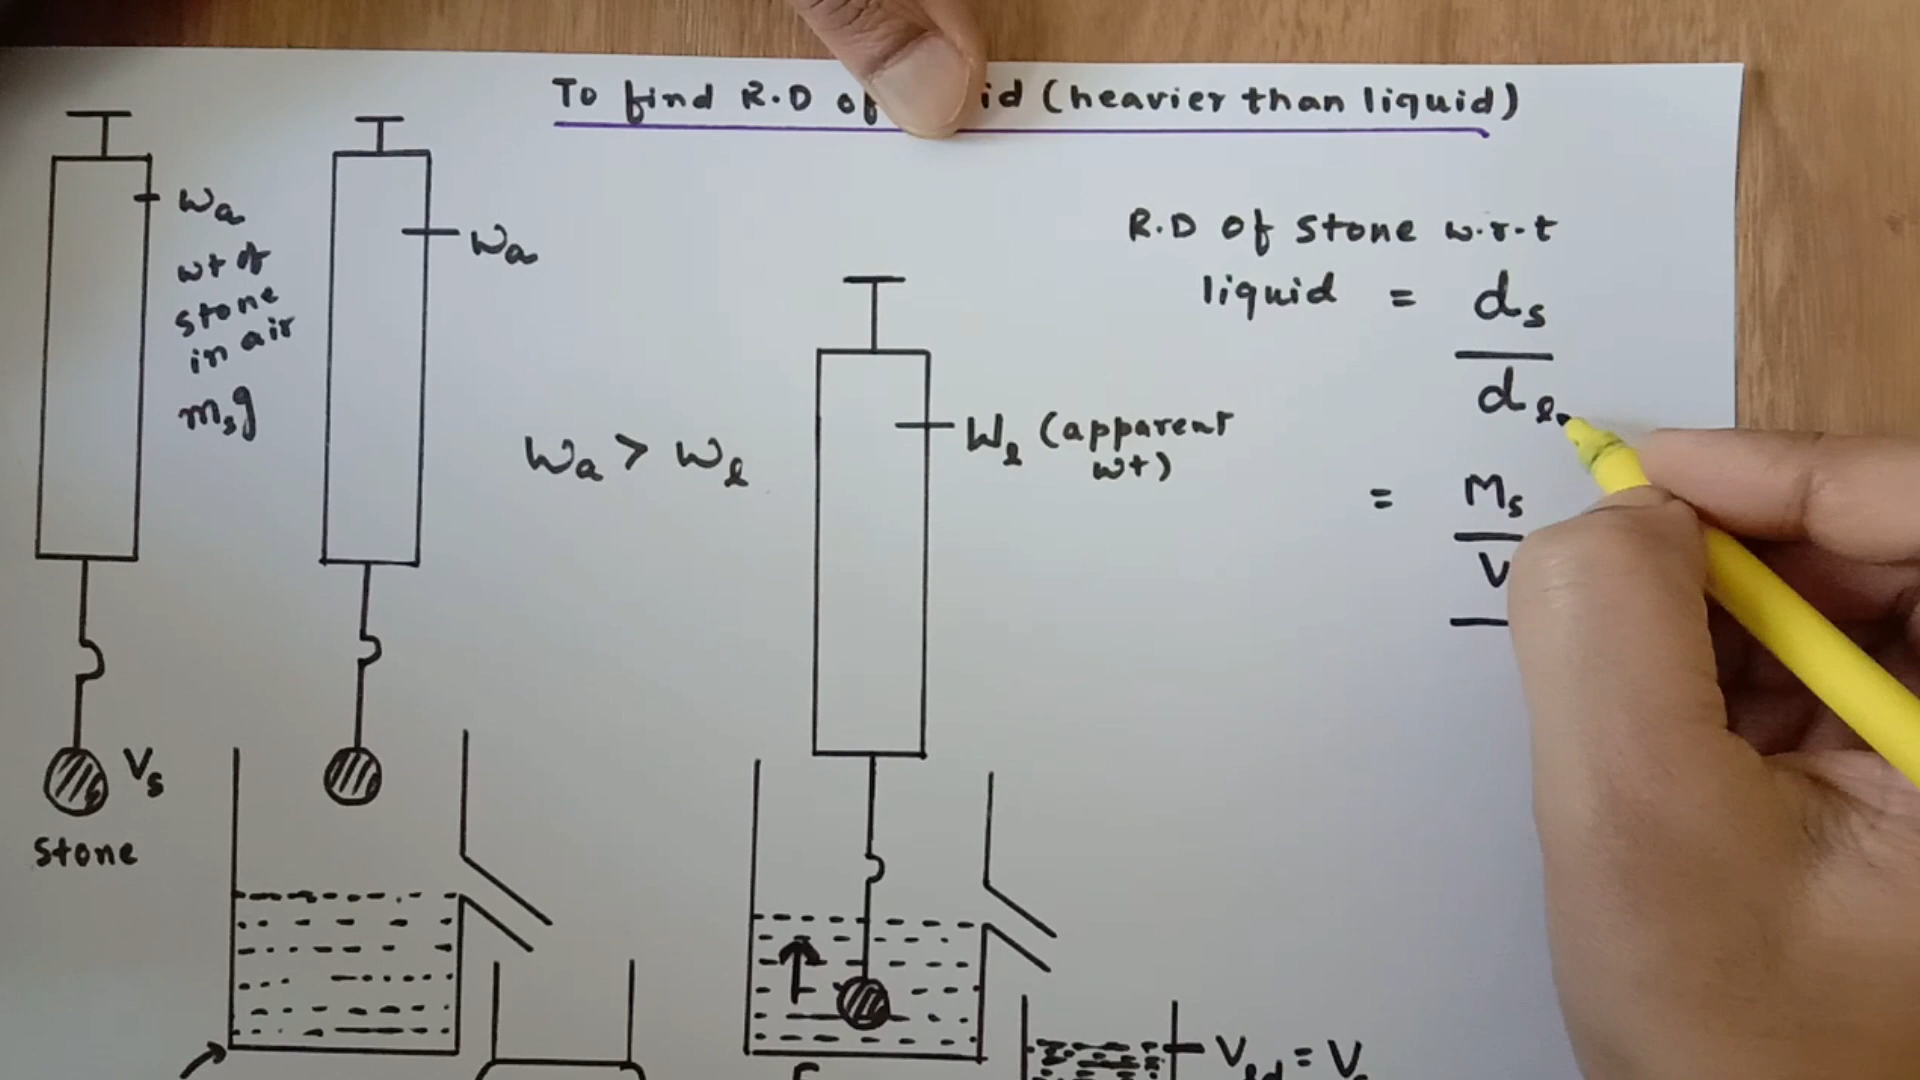 To find R.D of id (heavier than liquid)
Wa
wt of
stone
in air
msg
Wa
Wa > Wl
Wl (apparent
wt)
R.D of stone w.r.t
liquid = ds
dl
= Ms
V
Vs
stone
Vld = V